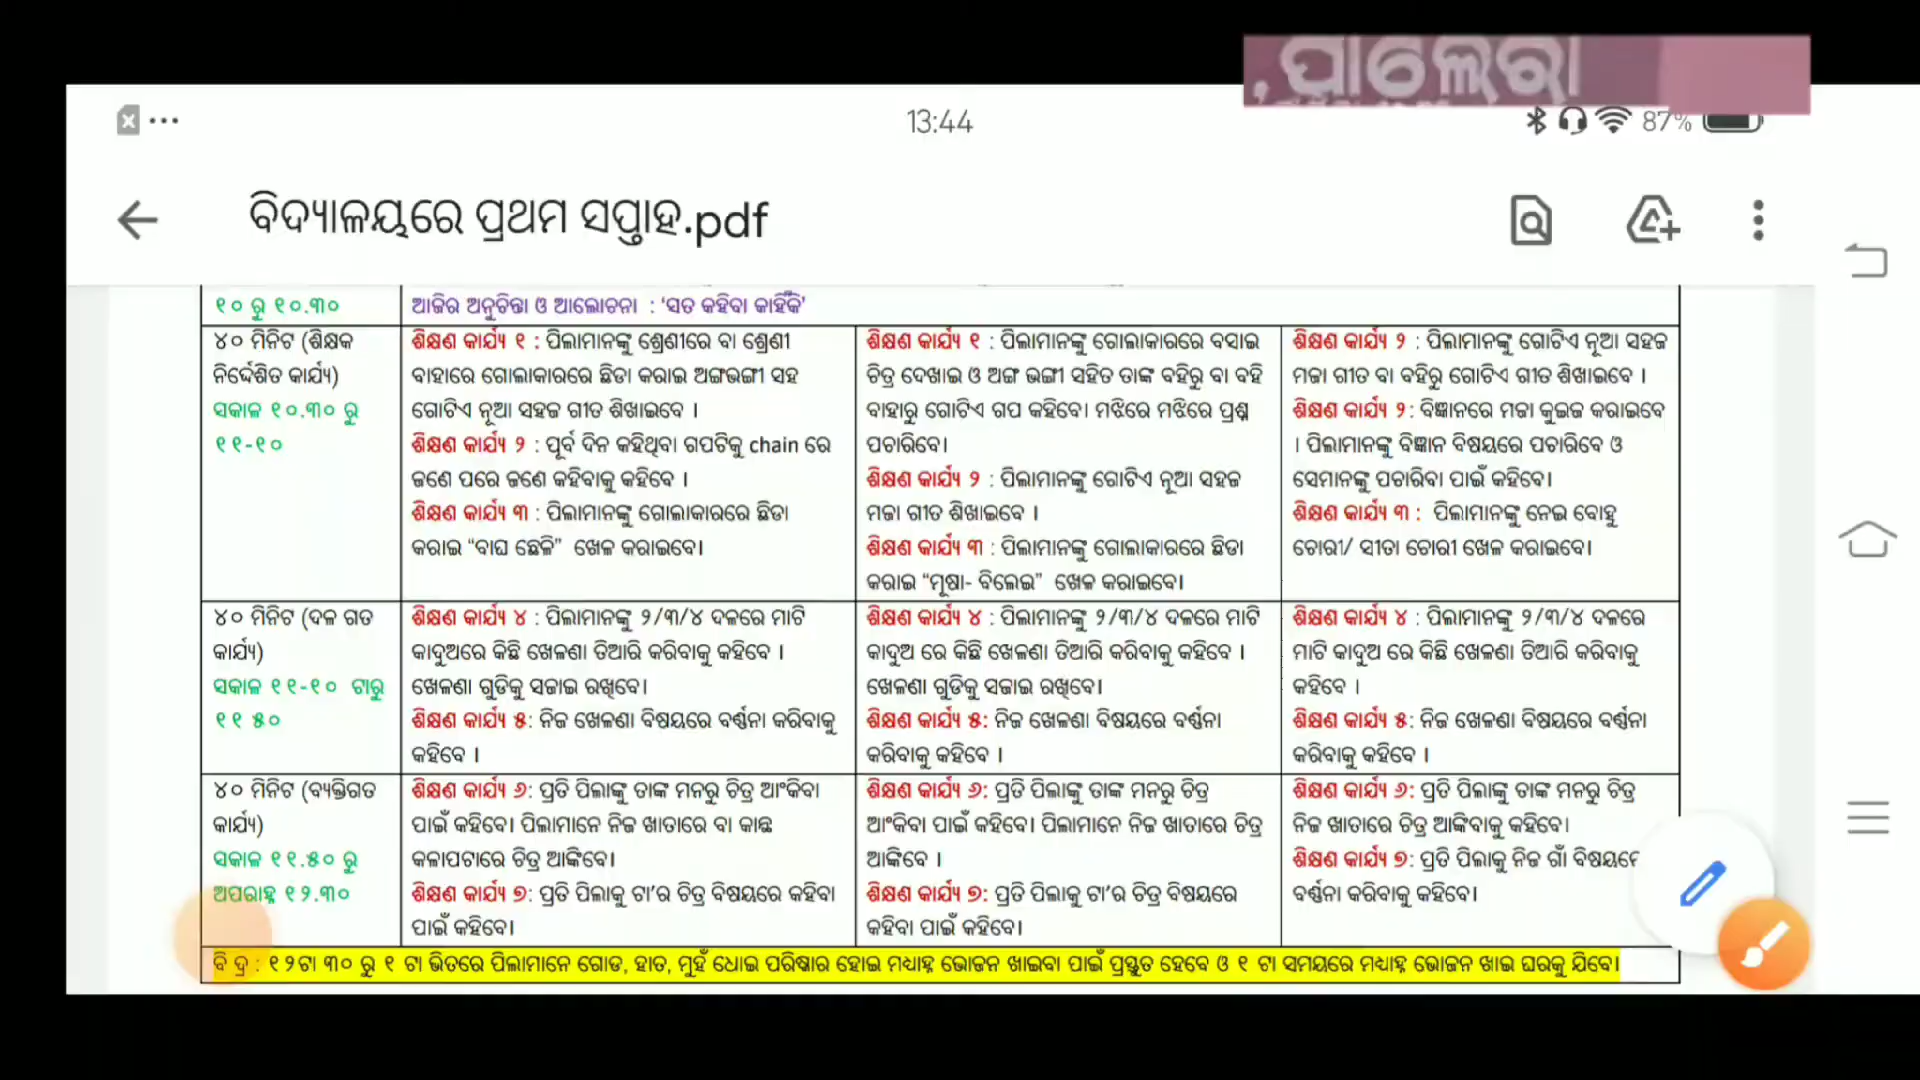 ପାଲେରା
13:44
87%
ବିଦ୍ୟାଳୟରେ ପ୍ରଥମ ସପ୍ତାହ.pdf
୧୦ ରୁ ୧୦.୩୦
ଆଜିର ଅନୁଚିନ୍ତା ଓ ଆଲୋଚନା : ‘ସତ କହିବା କାହିଁକି’
୪୦ ମିନିଟ (ଶିକ୍ଷକ
ନିର୍ଦ୍ଦେଶିତ କାର୍ଯ୍ୟ)
ସକାଳ ୧୦.୩୦ ରୁ
୧୧-୧୦
ଶିକ୍ଷଣ କାର୍ଯ୍ୟ ୧ : ପିଲାମାନଙ୍କୁ ଶ୍ରେଣୀରେ ବା ଶ୍ରେଣୀ
ବାହାରେ ଗୋଲାକାରରେ ଛିଡା କରାଇ ଅଙ୍ଗଭଙ୍ଗୀ ସହ
ଗୋଟିଏ ନୂଆ ସହଜ ଗୀତ ଶିଖାଇବେ ।
ଶିକ୍ଷଣ କାର୍ଯ୍ୟ ୨ : ପୂର୍ବ ଦିନ କହିଥିବା ଗପଟିକୁ chain ରେ
ଜଣେ ପରେ ଜଣେ କହିବାକୁ କହିବେ ।
ଶିକ୍ଷଣ କାର୍ଯ୍ୟ ୩ : ପିଲାମାନଙ୍କୁ ଗୋଲାକାରରେ ଛିଡା
କରାଇ “ବାଘ ଛେଳି” ଖେଳ କରାଇବେ।
ଶିକ୍ଷଣ କାର୍ଯ୍ୟ ୧ : ପିଲାମାନଙ୍କୁ ଗୋଲାକାରରେ ବସାଇ
ଚିତ୍ର ଦେଖାଇ ଓ ଅଙ୍ଗ ଭଙ୍ଗୀ ସହିତ ତାଙ୍କ ବହିରୁ ବା ବହି
ବାହାରୁ ଗୋଟିଏ ଗପ କହିବେ। ମଝିରେ ମଝିରେ ପ୍ରଶ୍ନ
ପଚାରିବେ।
ଶିକ୍ଷଣ କାର୍ଯ୍ୟ ୨ : ପିଲାମାନଙ୍କୁ ଗୋଟିଏ ନୂଆ ସହଜ
ମଜା ଗୀତ ଶିଖାଇବେ ।
ଶିକ୍ଷଣ କାର୍ଯ୍ୟ ୩ : ପିଲାମାନଙ୍କୁ ଗୋଲାକାରରେ ଛିଡା
କରାଇ “ମୂଷା- ବିଲେଇ” ଖେଳ କରାଇବେ।
ଶିକ୍ଷଣ କାର୍ଯ୍ୟ ୨ : ପିଲାମାନଙ୍କୁ ଗୋଟିଏ ନୂଆ ସହଜ
ମଜା ଗୀତ ବା ବହିରୁ ଗୋଟିଏ ଗୀତ ଶିଖାଇବେ ।
ଶିକ୍ଷଣ କାର୍ଯ୍ୟ ୨: ବିଜ୍ଞାନରେ ମଜା କୁଇଜ କରାଇବେ
। ପିଲାମାନଙ୍କୁ ବିଜ୍ଞାନ ବିଷୟରେ ପଚାରିବେ ଓ
ସେମାନଙ୍କୁ ପଚାରିବା ପାଇଁ କହିବେ।
ଶିକ୍ଷଣ କାର୍ଯ୍ୟ ୩ : ପିଲାମାନଙ୍କୁ ନେଇ ବୋହୁ
ଚୋରୀ/ ସୀତା ଚୋରୀ ଖେଳ କରାଇବେ।
୪୦ ମିନିଟ (ଦଳ ଗତ
କାର୍ଯ୍ୟ)
ସକାଳ ୧୧-୧୦ ଟାରୁ
୧୧ ୫୦
ଶିକ୍ଷଣ କାର୍ଯ୍ୟ ୪ : ପିଲାମାନଙ୍କୁ ୨/୩/୪ ଦଳରେ ମାଟି
କାଦୁଅରେ କିଛି ଖେଳଣା ତିଆରି କରିବାକୁ କହିବେ ।
ଖେଳଣା ଗୁଡିକୁ ସଜାଇ ରଖିବେ।
ଶିକ୍ଷଣ କାର୍ଯ୍ୟ ୫: ନିଜ ଖେଳଣା ବିଷୟରେ ବର୍ଣ୍ଣନା କରିବାକୁ
କହିବେ ।
ଶିକ୍ଷଣ କାର୍ଯ୍ୟ ୪ : ପିଲାମାନଙ୍କୁ ୨/୩/୪ ଦଳରେ ମାଟି
କାଦୁଅ ରେ କିଛି ଖେଳଣା ତିଆରି କରିବାକୁ କହିବେ ।
ଖେଳଣା ଗୁଡିକୁ ସଜାଇ ରଖିବେ।
ଶିକ୍ଷଣ କାର୍ଯ୍ୟ ୫: ନିଜ ଖେଳଣା ବିଷୟରେ ବର୍ଣ୍ଣନା
କରିବାକୁ କହିବେ ।
ଶିକ୍ଷଣ କାର୍ଯ୍ୟ ୪ : ପିଲାମାନଙ୍କୁ ୨/୩/୪ ଦଳରେ
ମାଟି କାଦୁଅ ରେ କିଛି ଖେଳଣା ତିଆରି କରିବାକୁ
କହିବେ ।
ଶିକ୍ଷଣ କାର୍ଯ୍ୟ ୫: ନିଜ ଖେଳଣା ବିଷୟରେ ବର୍ଣ୍ଣନା
କରିବାକୁ କହିବେ ।
୪୦ ମିନିଟ (ବ୍ୟକ୍ତିଗତ
କାର୍ଯ୍ୟ)
ସକାଳ ୧୧.୫୦ ରୁ
ଅପରାହ୍ନ ୧୨.୩୦
ଶିକ୍ଷଣ କାର୍ଯ୍ୟ ୬: ପ୍ରତି ପିଲାଙ୍କୁ ତାଙ୍କ ମନରୁ ଚିତ୍ର ଆଂକିବା
ପାଇଁ କହିବେ। ପିଲାମାନେ ନିଜ ଖାତାରେ ବା କାନ୍ଥ
କଳାପଟାରେ ଚିତ୍ର ଆଙ୍କିବେ।
ଶିକ୍ଷଣ କାର୍ଯ୍ୟ ୭: ପ୍ରତି ପିଲାକୁ ତା’ର ଚିତ୍ର ବିଷୟରେ କହିବା
ପାଇଁ କହିବେ।
ଶିକ୍ଷଣ କାର୍ଯ୍ୟ ୬: ପ୍ରତି ପିଲାଙ୍କୁ ତାଙ୍କ ମନରୁ ଚିତ୍ର
ଆଂକିବା ପାଇଁ କହିବେ। ପିଲାମାନେ ନିଜ ଖାତାରେ ଚିତ୍ର
ଆଙ୍କିବେ ।
ଶିକ୍ଷଣ କାର୍ଯ୍ୟ ୭: ପ୍ରତି ପିଲାକୁ ତା’ର ଚିତ୍ର ବିଷୟରେ
କହିବା ପାଇଁ କହିବେ।
ଶିକ୍ଷଣ କାର୍ଯ୍ୟ ୬: ପ୍ରତି ପିଲାଙ୍କୁ ତାଙ୍କ ମନରୁ ଚିତ୍ର
ନିଜ ଖାତାରେ ଚିତ୍ର ଆଙ୍କିବାକୁ କହିବେ।
ଶିକ୍ଷଣ କାର୍ଯ୍ୟ ୭: ପ୍ରତି ପିଲାକୁ ନିଜ ଗାଁ ବିଷୟରେ
ବର୍ଣ୍ଣନା କରିବାକୁ କହିବେ।
ବି ଦ୍ର : ୧୨ଟା ୩୦ ରୁ ୧ ଟା ଭିତରେ ପିଲାମାନେ ଗୋଡ, ହାତ, ମୁହଁ ଧୋଇ ପରିଷ୍କାର ହୋଇ ମଧ୍ୟାହ୍ନ ଭୋଜନ ଖାଇବା ପାଇଁ ପ୍ରସ୍ତୁତ ହେବେ ଓ ୧ ଟା ସମୟରେ ମଧ୍ୟାହ୍ନ ଭୋଜନ ଖାଇ ଘରକୁ ଯିବେ।